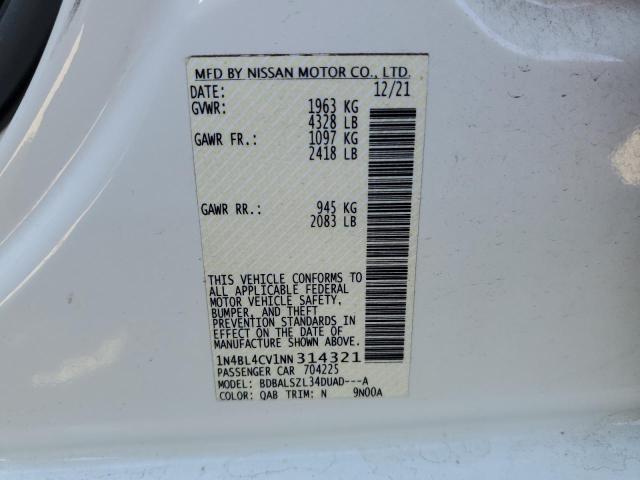 MFD BY NISSAN MOTOR CO., LTD.
DATE: 12/21
GVWR: 1963 KG
4328 LB
GAWR FR.: 1097 KG
2418 LB
GAWR RR.: 945 KG
2083 LB
THIS VEHICLE CONFORMS TO
ALL APPLICABLE FEDERAL
MOTOR VEHICLE SAFETY,
BUMPER, AND THEFT
PREVENTION STANDARDS IN
EFFECT ON THE DATE OF
MANUFACTURE SHOWN ABOVE.
1N4BL4CV1NN314321
PASSENGER CAR 704225
MODEL: BDBALSZL34DUAD---A
COLOR: QAB TRIM: N 9N00A